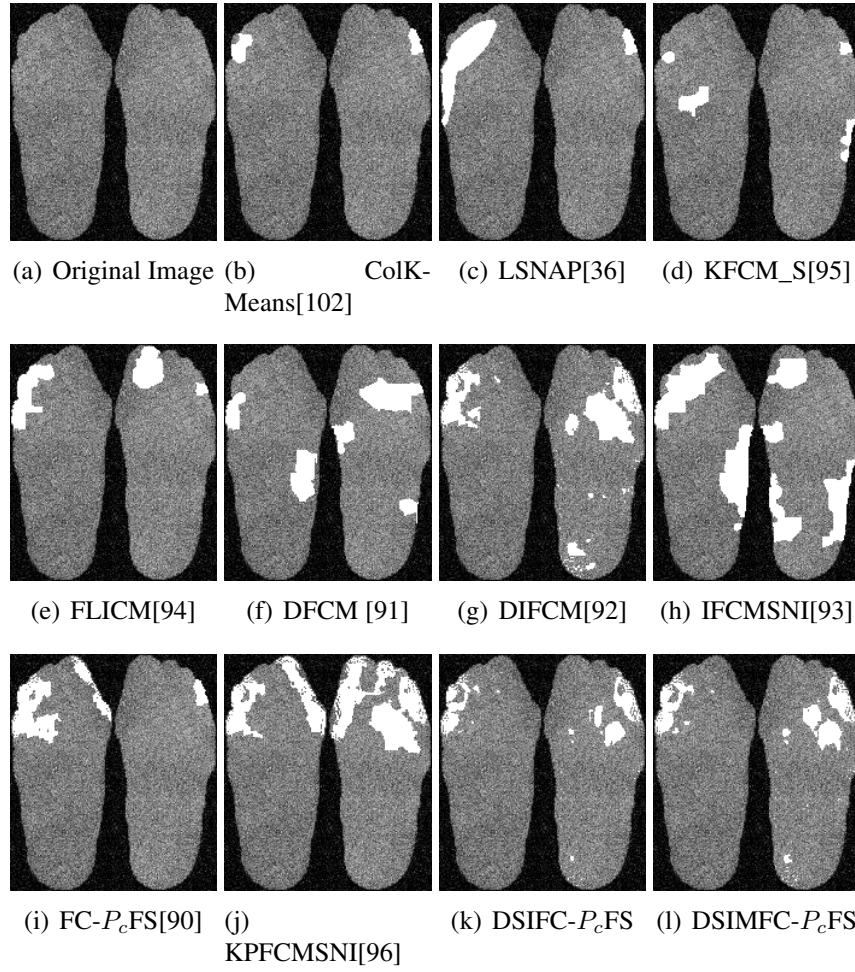 (a) Original Image (b) ColK- (c) LSNAP[36] (d) KFCM_S[95]
Means[102]
(e) FLICM[94] (f) DFCM [91] (g) DIFCM[92] (h) IFCMSNI[93]
(i) FC-P_cFS[90] (j) (k) DSIFC-P_cFS (l) DSIMFC-P_cFS
KPFCMSNI[96]